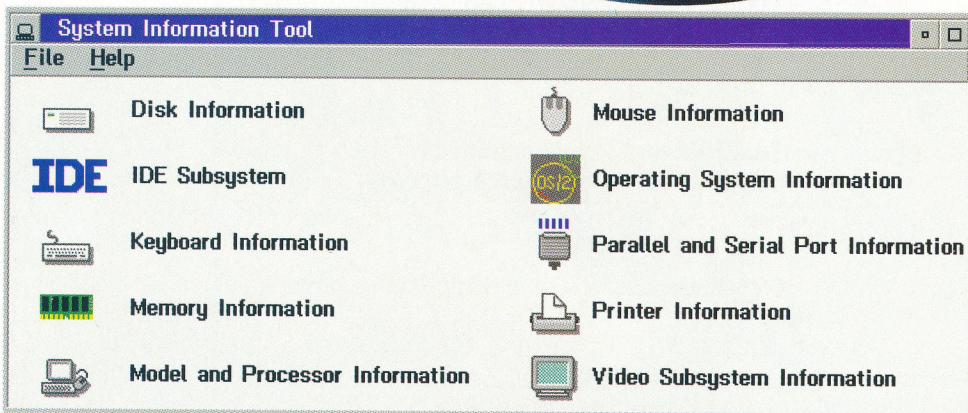 System Information Tool
File Help
Disk Information
IDE
IDE Subsystem
Keyboard Information
Memory Information
Model and Processor Information
Mouse Information
OS/2
Operating System Information
Parallel and Serial Port Information
Printer Information
Video Subsystem Information